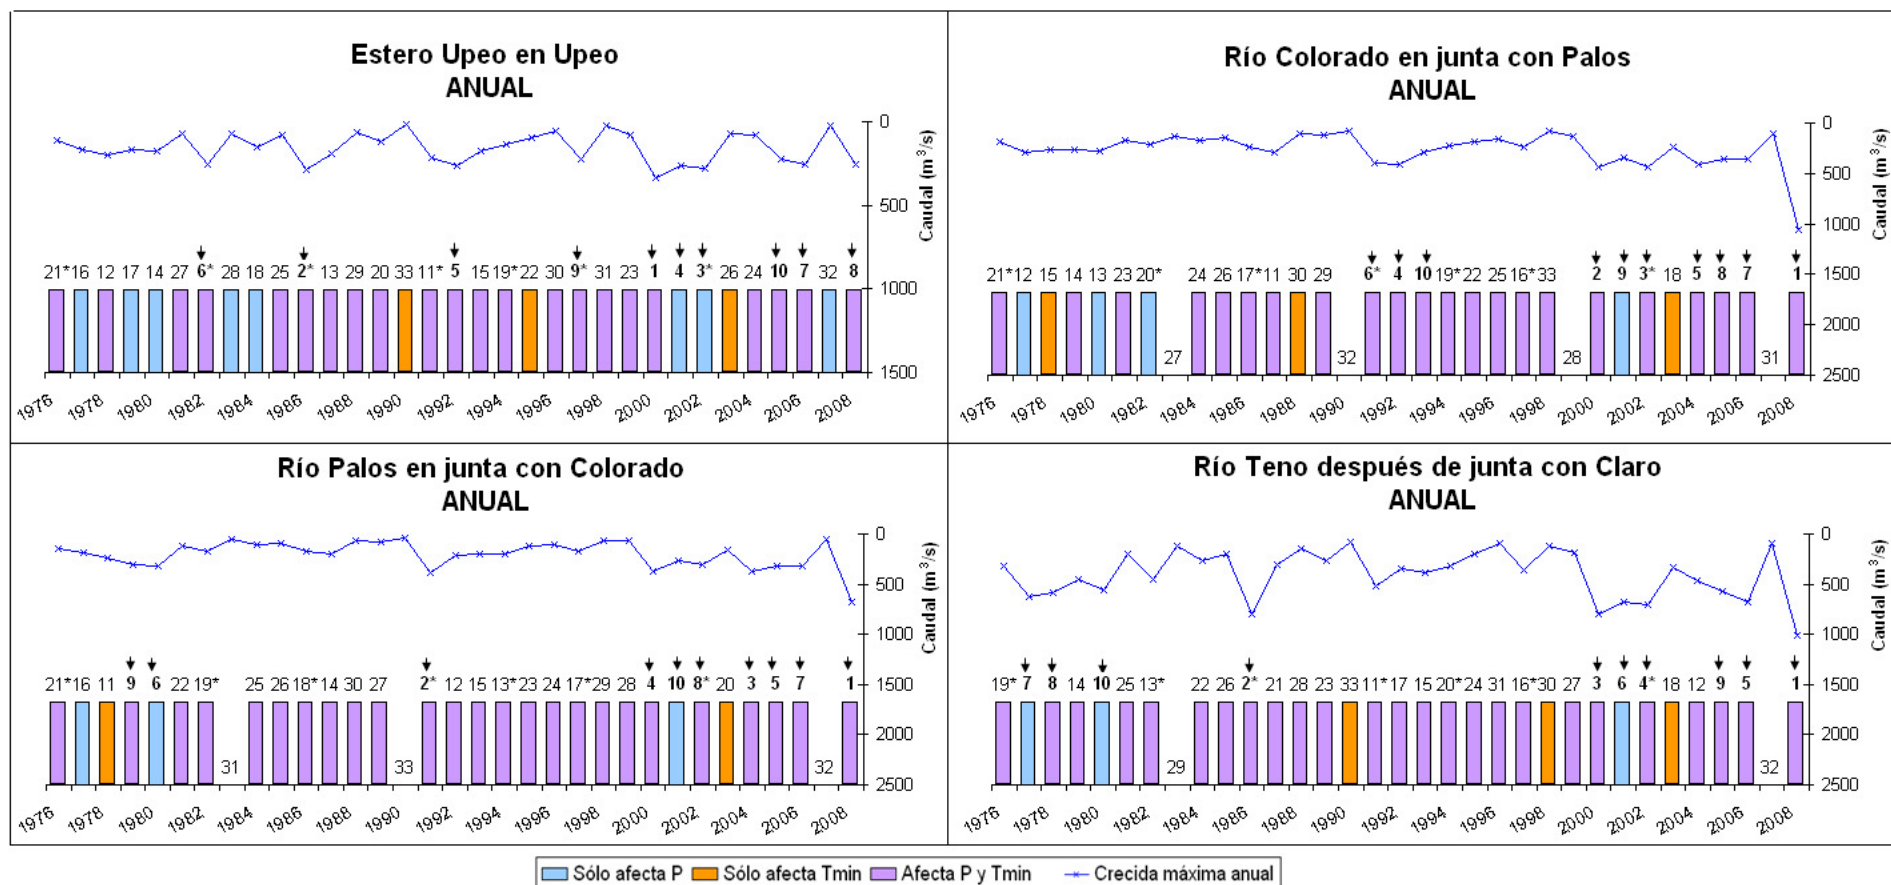 Estero Upeo en Upeo
ANUAL
0
500
1000
1500
Caudal (m³/s)
21* 16 12 17 14 27 6* 28 18 25 2* 13 29 20 33 11* 5 15 19* 22 30 9* 31 23 1 4 3* 26 24 10 7 32 8
1976 1978 1980 1982 1984 1986 1988 1990 1992 1994 1996 1998 2000 2002 2004 2006 2008
Río Colorado en junta con Palos
ANUAL
0
500
1000
1500
2000
2500
Caudal (m³/s)
21* 12 15 14 13 23 20* 27 24 26 17* 11 30 29 32 6* 4 10 19* 22 25 16* 33 28 2 9 3* 18 5 8 7 31 1
1976 1978 1980 1982 1984 1986 1988 1990 1992 1994 1996 1998 2000 2002 2004 2006 2008
Río Palos en junta con Colorado
ANUAL
0
500
1000
1500
2000
2500
Caudal (m³/s)
21* 16 11 9 6 22 19* 31 25 26 18* 14 30 27 33 2* 12 15 13* 23 24 17* 29 28 4 10 8* 20 3 5 7 32 1
1976 1978 1980 1982 1984 1986 1988 1990 1992 1994 1996 1998 2000 2002 2004 2006 2008
Río Teno después de junta con Claro
ANUAL
0
500
1000
1500
2000
2500
Caudal (m³/s)
19* 7 8 14 10 25 13* 29 22 26 2* 21 28 23 33 11* 17 15 20* 24 31 16* 30 27 3 6 4* 18 12 9 5 32 1
1976 1978 1980 1982 1984 1986 1988 1990 1992 1994 1996 1998 2000 2002 2004 2006 2008
Sólo afecta P Sólo afecta Tmin Afecta P y Tmin Crecida máxima anual